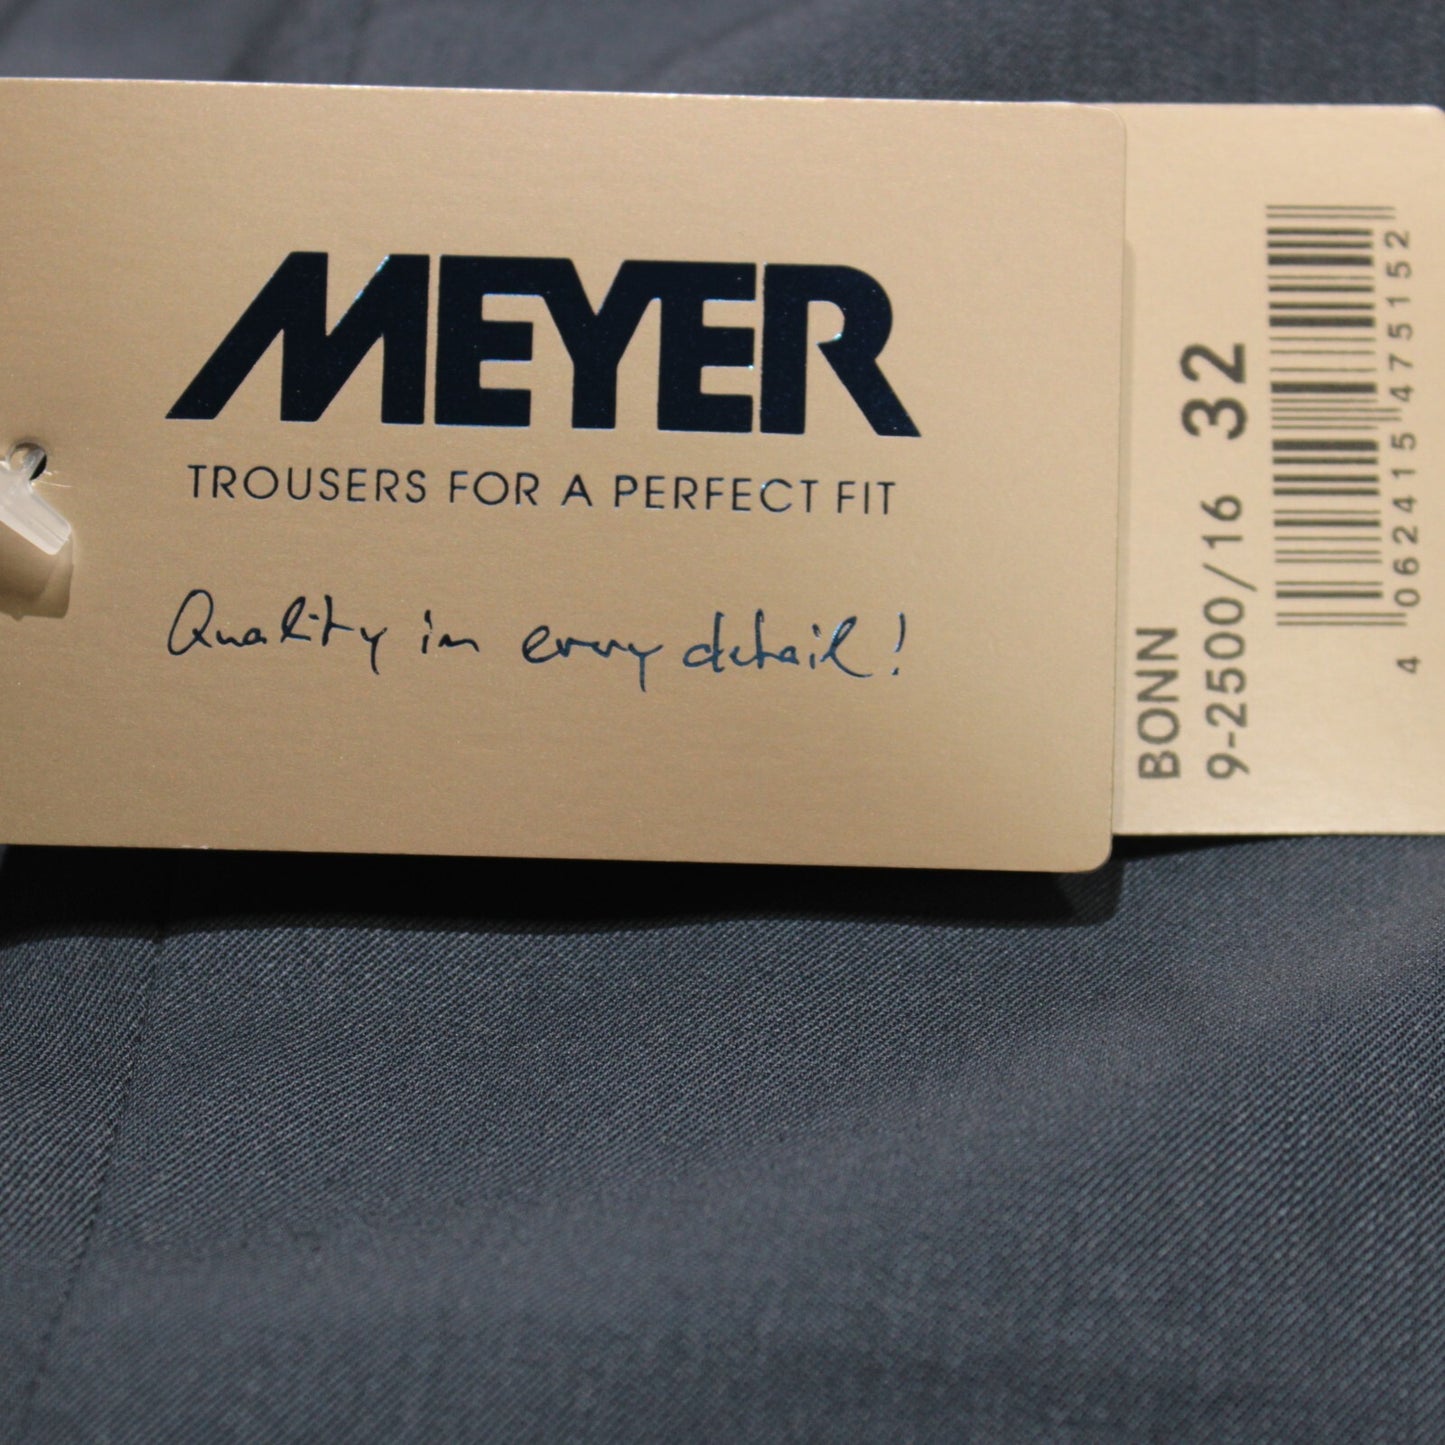 MEYER
TROUSERS FOR A PERFECT FIT
Quality in every detail!
BONN
9-2500/16 32
4 062415 475152